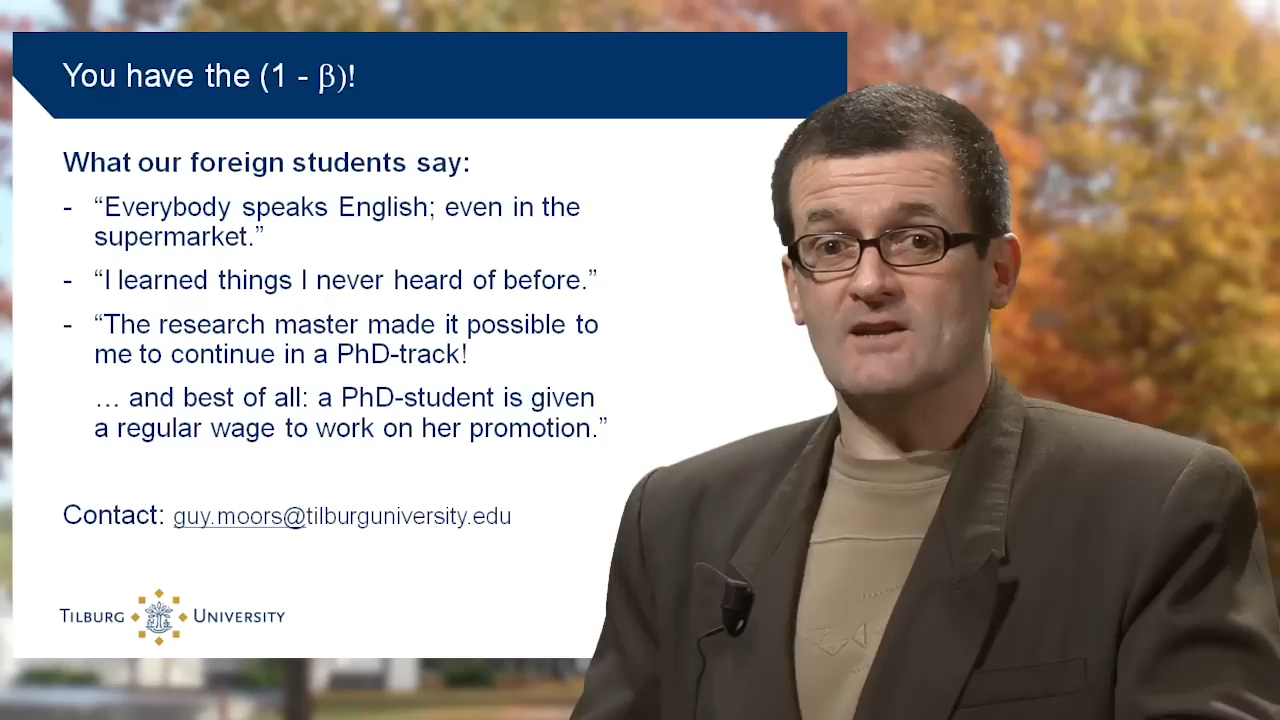 You have the (1 - β)!
What our foreign students say:
- “Everybody speaks English; even in the
supermarket.”
- “I learned things I never heard of before.”
- “The research master made it possible to
me to continue in a PhD-track!
… and best of all: a PhD-student is given
a regular wage to work on her promotion.”
Contact: guy.moors@tilburguniversity.edu
TILBURG UNIVERSITY